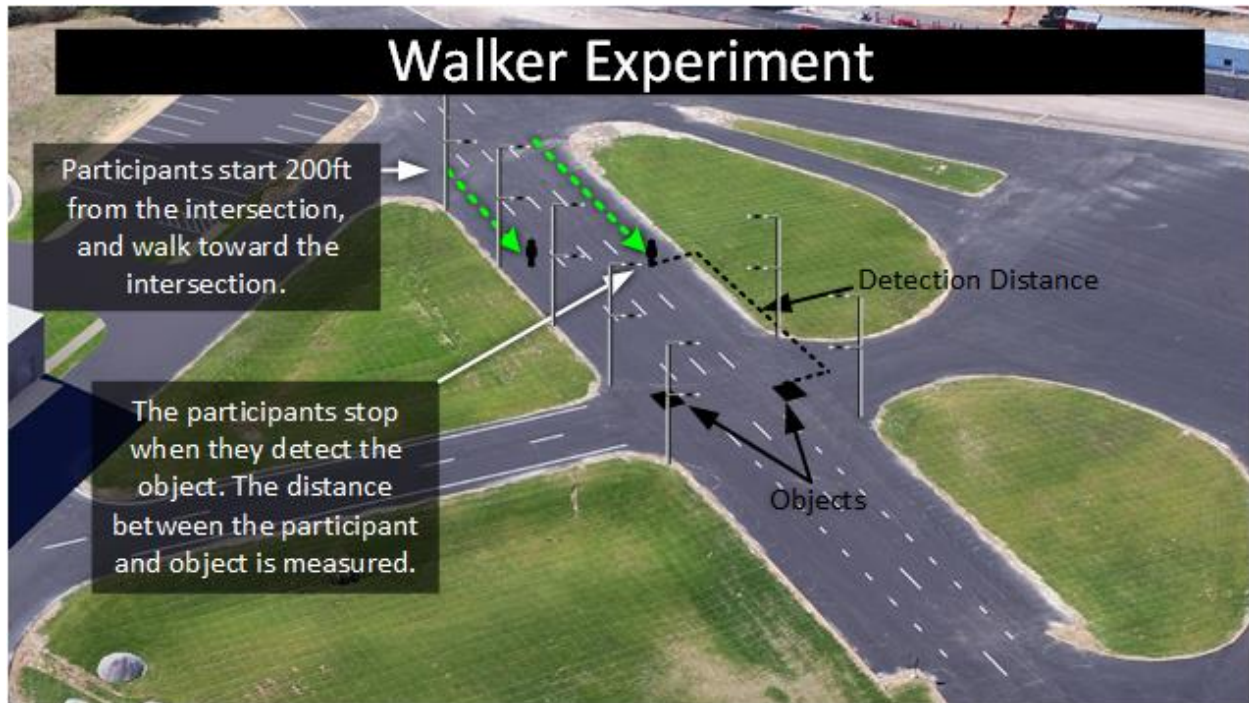 Walker Experiment
Participants start 200ft
from the intersection,
and walk toward the
intersection.
Detection Distance
The participants stop
when they detect the
object. The distance
between the participant
and object is measured.
Objects